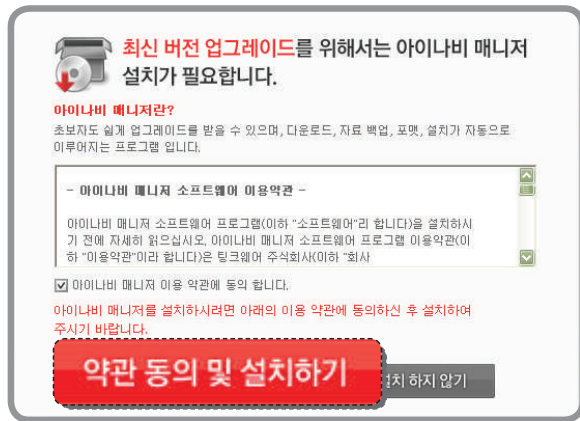 최신 버전 업그레이드를 위해서는 아이나비 매니저
설치가 필요합니다.
아이나비 매니저란?
초보자도 쉽게 업그레이드를 받을 수 있으며, 다운로드, 자료 백업, 포맷, 설치가 자동으로
이루어지는 프로그램 입니다.
- 아이나비 매니저 소프트웨어 이용약관 -
아이나비 매니저 소프트웨어 프로그램(이하 "소프트웨어"리 합니다)을 설치하시
기 전에 자세히 읽으십시오. 아이나비 매니저 소프트웨어 프로그램 이용약관(이
하 "이용약관"이라 합니다)은 팅크웨어 주식회사(이하 "회사
아이나비 매니저 이용 약관에 동의 합니다.
아이나비 매니저를 설치하시려면 아래의 이용 약관에 동의하신 후 설치하여
주시기 바랍니다.
약관 동의 및 설치하기
치 하지 않기